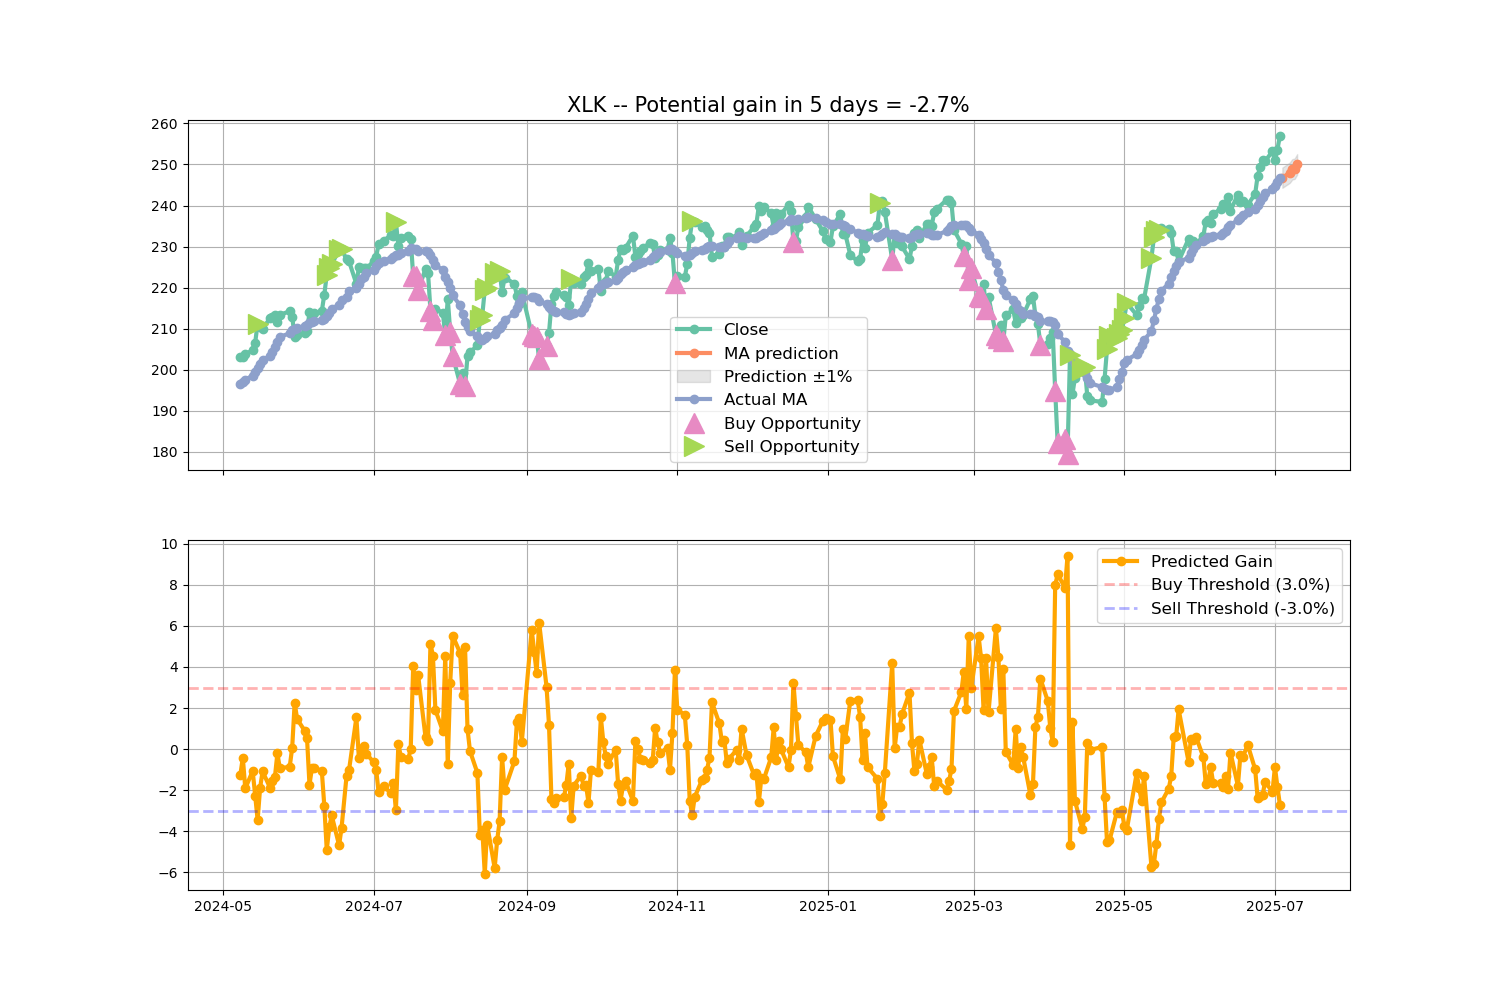 XLK -- Potential gain in 5 days = -2.7%
260
250
240
230
220
210
200
190
180
Close
MA prediction
Prediction ±1%
Actual MA
Buy Opportunity
Sell Opportunity
10
8
6
4
2
0
−2
−4
−6
Predicted Gain
Buy Threshold (3.0%)
Sell Threshold (-3.0%)
2024-05
2024-07
2024-09
2024-11
2025-01
2025-03
2025-05
2025-07